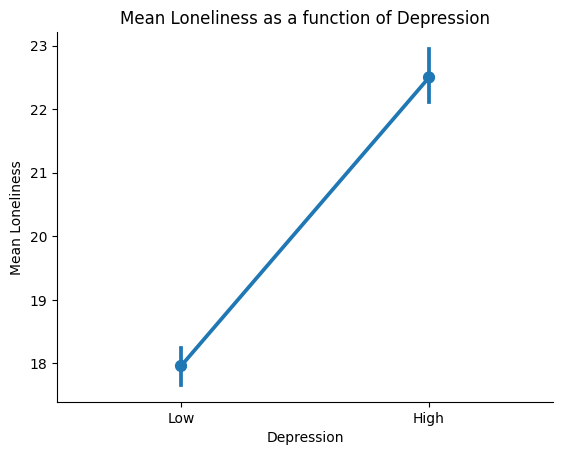 Mean Loneliness as a function of Depression
Mean Loneliness
23
22
21
20
19
18
Low
High
Depression